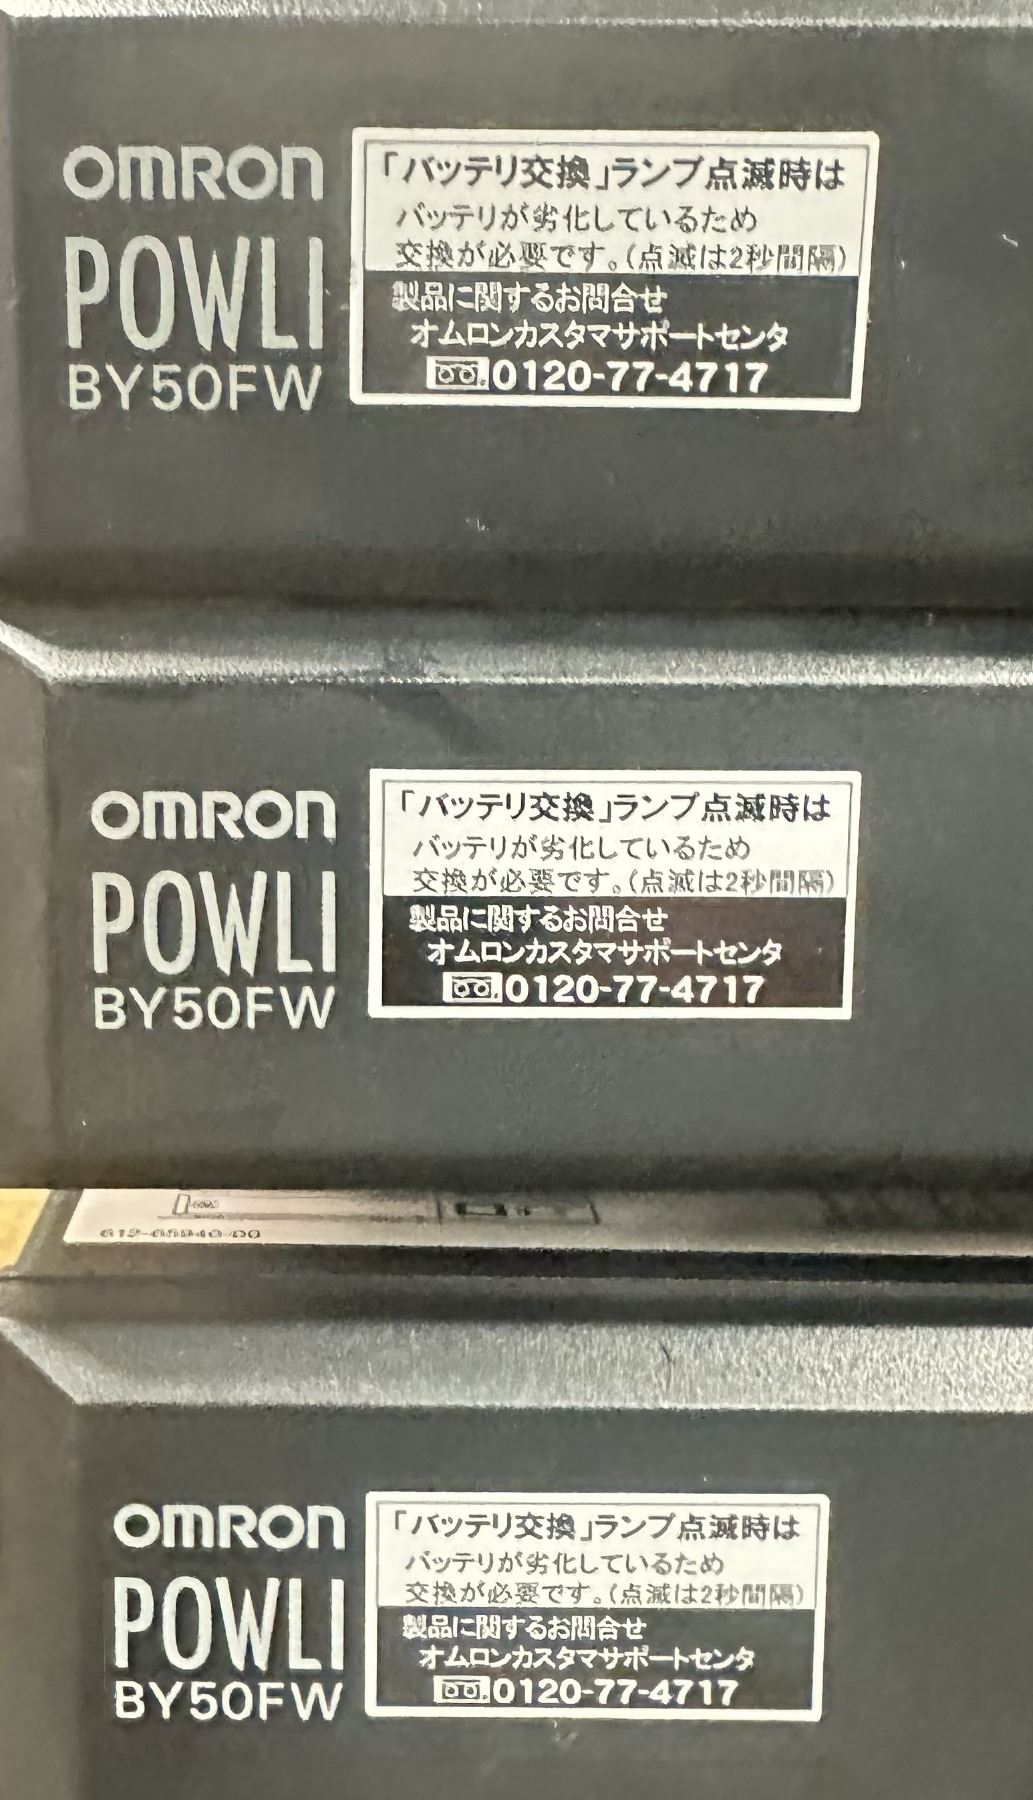 OMRON
POWLI
BY50FW
「バッテリ交換」ランプ点滅時は
バッテリが劣化しているため
交換が必要です。(点滅は2秒間隔)
製品に関するお問合せ
オムロンカスタマサポートセンタ
0120-77-4717
OMRON
POWLI
BY50FW
「バッテリ交換」ランプ点滅時は
バッテリが劣化しているため
交換が必要です。(点滅は2秒間隔)
製品に関するお問合せ
オムロンカスタマサポートセンタ
0120-77-4717
OMRON
POWLI
BY50FW
「バッテリ交換」ランプ点滅時は
バッテリが劣化しているため
交換が必要です。(点滅は2秒間隔)
製品に関するお問合せ
オムロンカスタマサポートセンタ
0120-77-4717